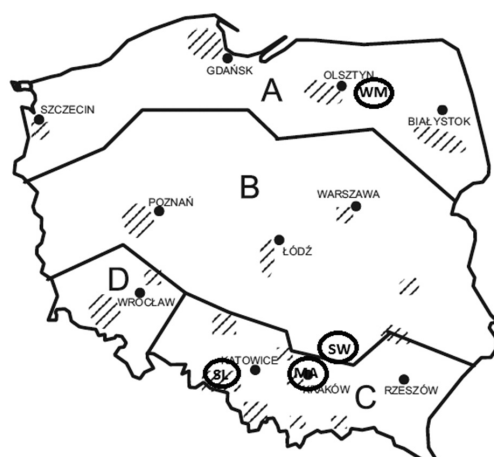 GDAŃSK
OLSZTYN
A
WM
SZCZECIN
BIAŁYSTOK
B
POZNAŃ
WARSZAWA
ŁÓDŹ
D
WROCŁAW
SW
KATOWICE
SL
MA
KRAKÓW
C
RZESZÓW